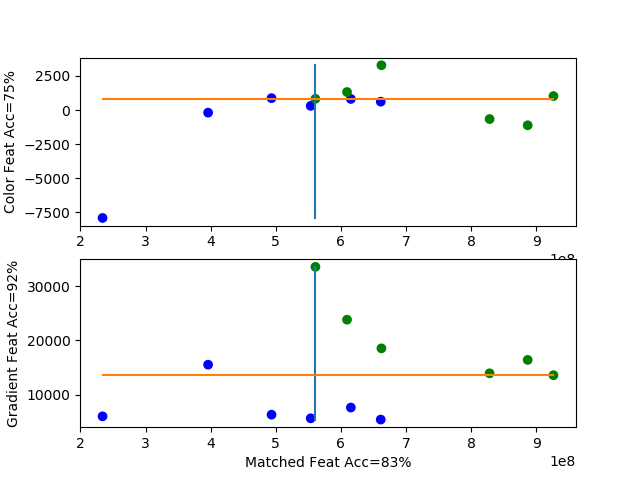 2500
0
−2500
−5000
−7500
Color Feat Acc=75%
2 3 4 5 6 7 8 9
1e8
30000
20000
10000
Gradient Feat Acc=92%
2 3 4 5 6 7 8 9
Matched Feat Acc=83%
1e8